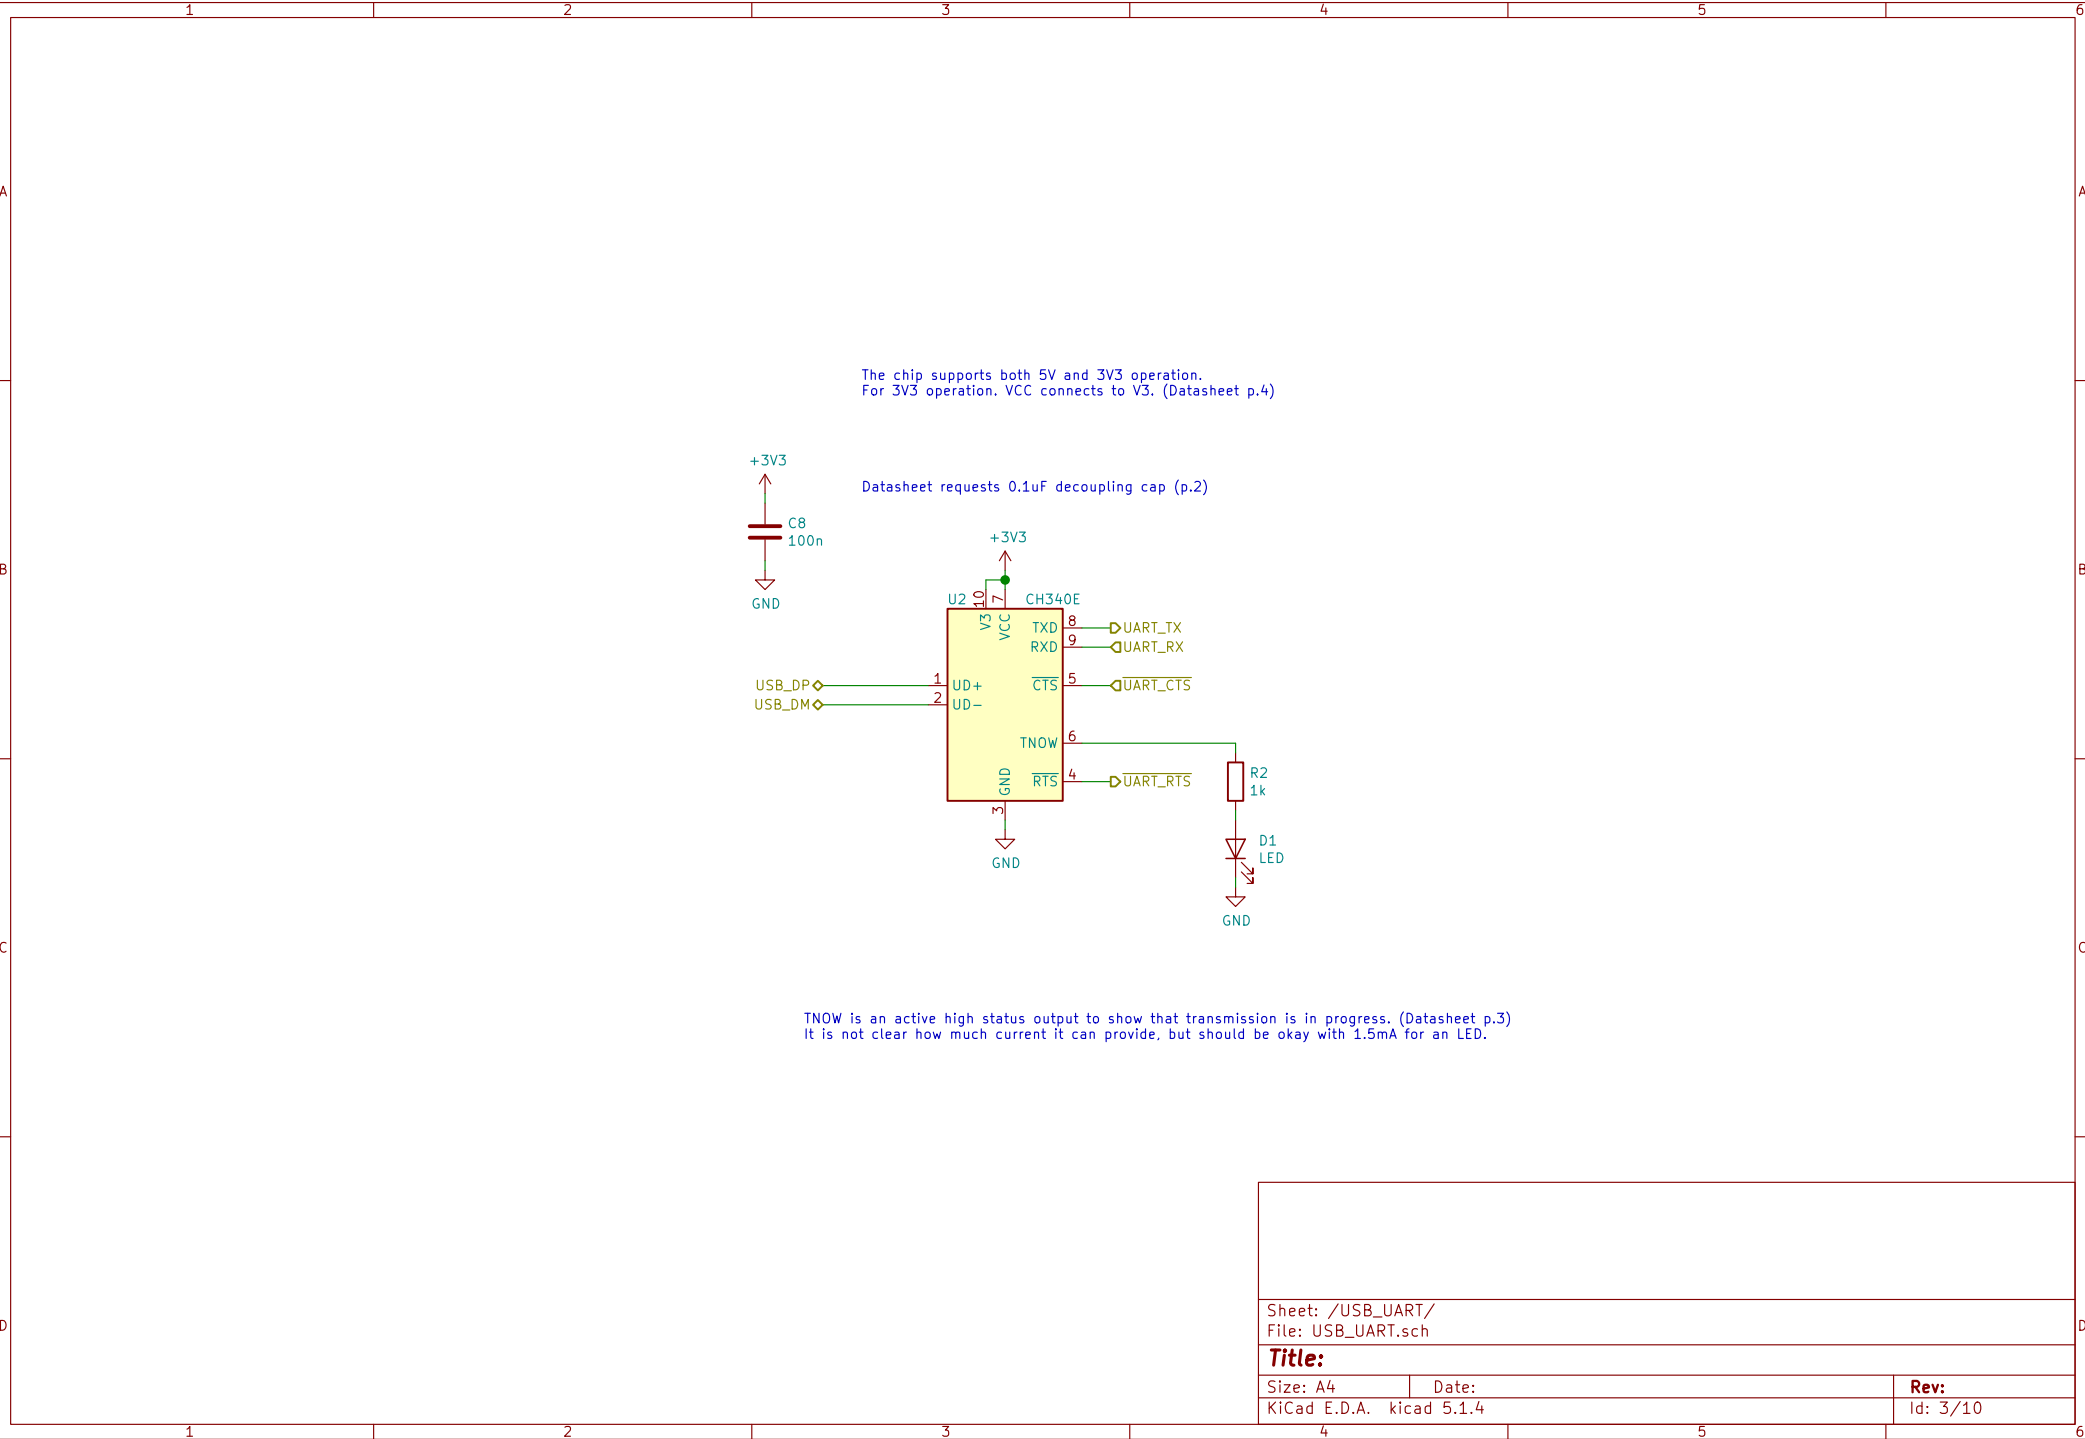 1 2 3 4 5 6
A A
The chip supports both 5V and 3V3 operation.
For 3V3 operation. VCC connects to V3. (Datasheet p.4)
+3V3
Datasheet requests 0.1uF decoupling cap (p.2)
C8
100n
+3V3
B B
GND
U2 10 7 CH340E
V3 VCC
TXD 8 UART_TX
RXD 9 UART_RX
USB_DP 1 UD+ CTS 5 UART_CTS
USB_DM 2 UD-
TNOW 6
GND RTS 4 UART_RTS
R2
1k
3
GND
D1
LED
GND
C C
TNOW is an active high status output to show that transmission is in progress. (Datasheet p.3)
It is not clear how much current it can provide, but should be okay with 1.5mA for an LED.
Sheet: /USB_UART/
File: USB_UART.sch
D D
Title:
Size: A4 Date: Rev:
KiCad E.D.A. kicad 5.1.4 Id: 3/10
1 2 3 4 5 6